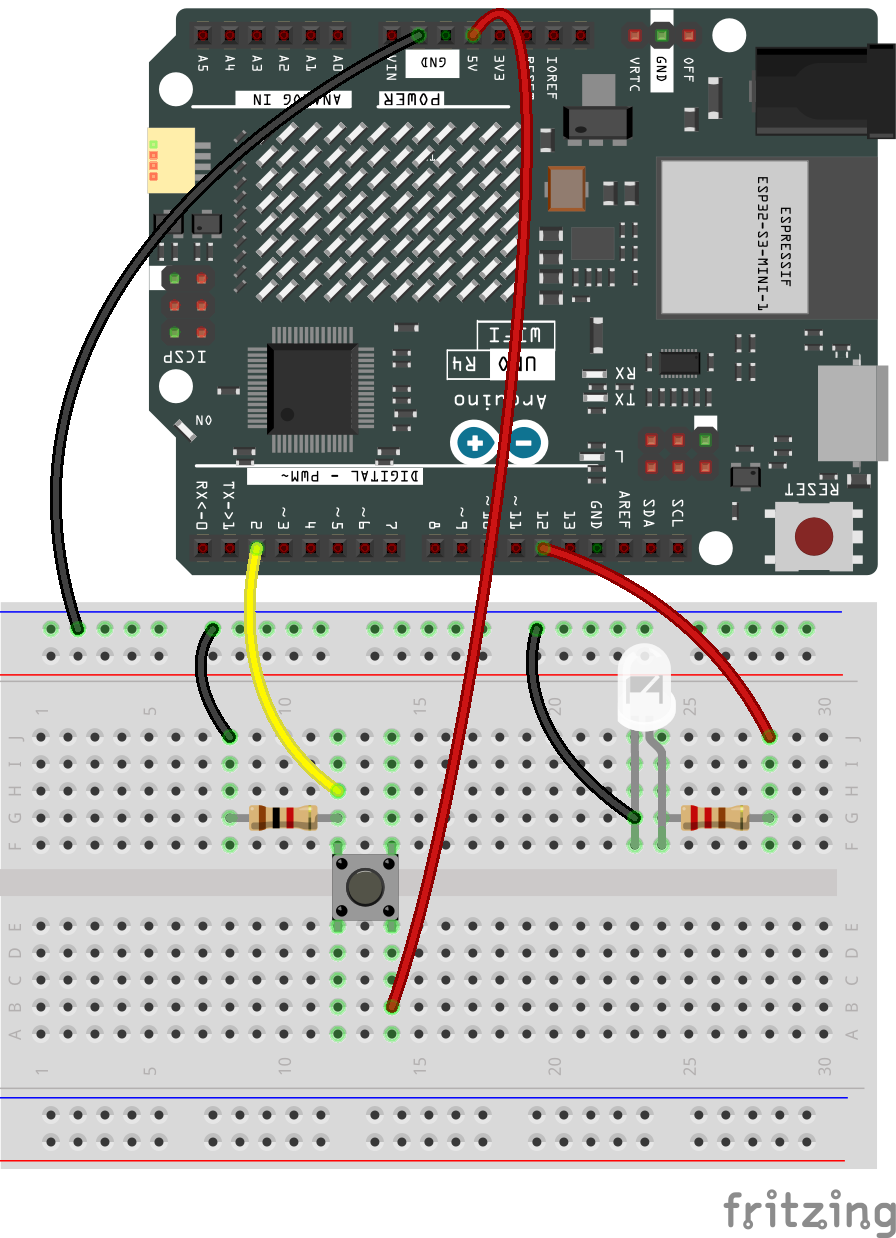 A5 A4 A3 A2 A1 A0 VIN GND 5V 3V3 RESET IOREF
VRTC GND OFF
ANALOG IN POWER
ESPRESSIF
ESP32-S3-MINI-1
ICSP
WIFI
UNO R4
RX
TX
Arduino
ON
L
DIGITAL - PWM~
RESET
RX<-0 TX->1 2 ~3 4 ~5 ~6 7 8 ~9 ~10 ~11 12 13 GND AREF SDA SCL
1 5 10 15 20 25 30
J J
I I
H H
G G
F F
E E
D D
C C
B B
A A
1 5 10 15 20 25 30
fritzing